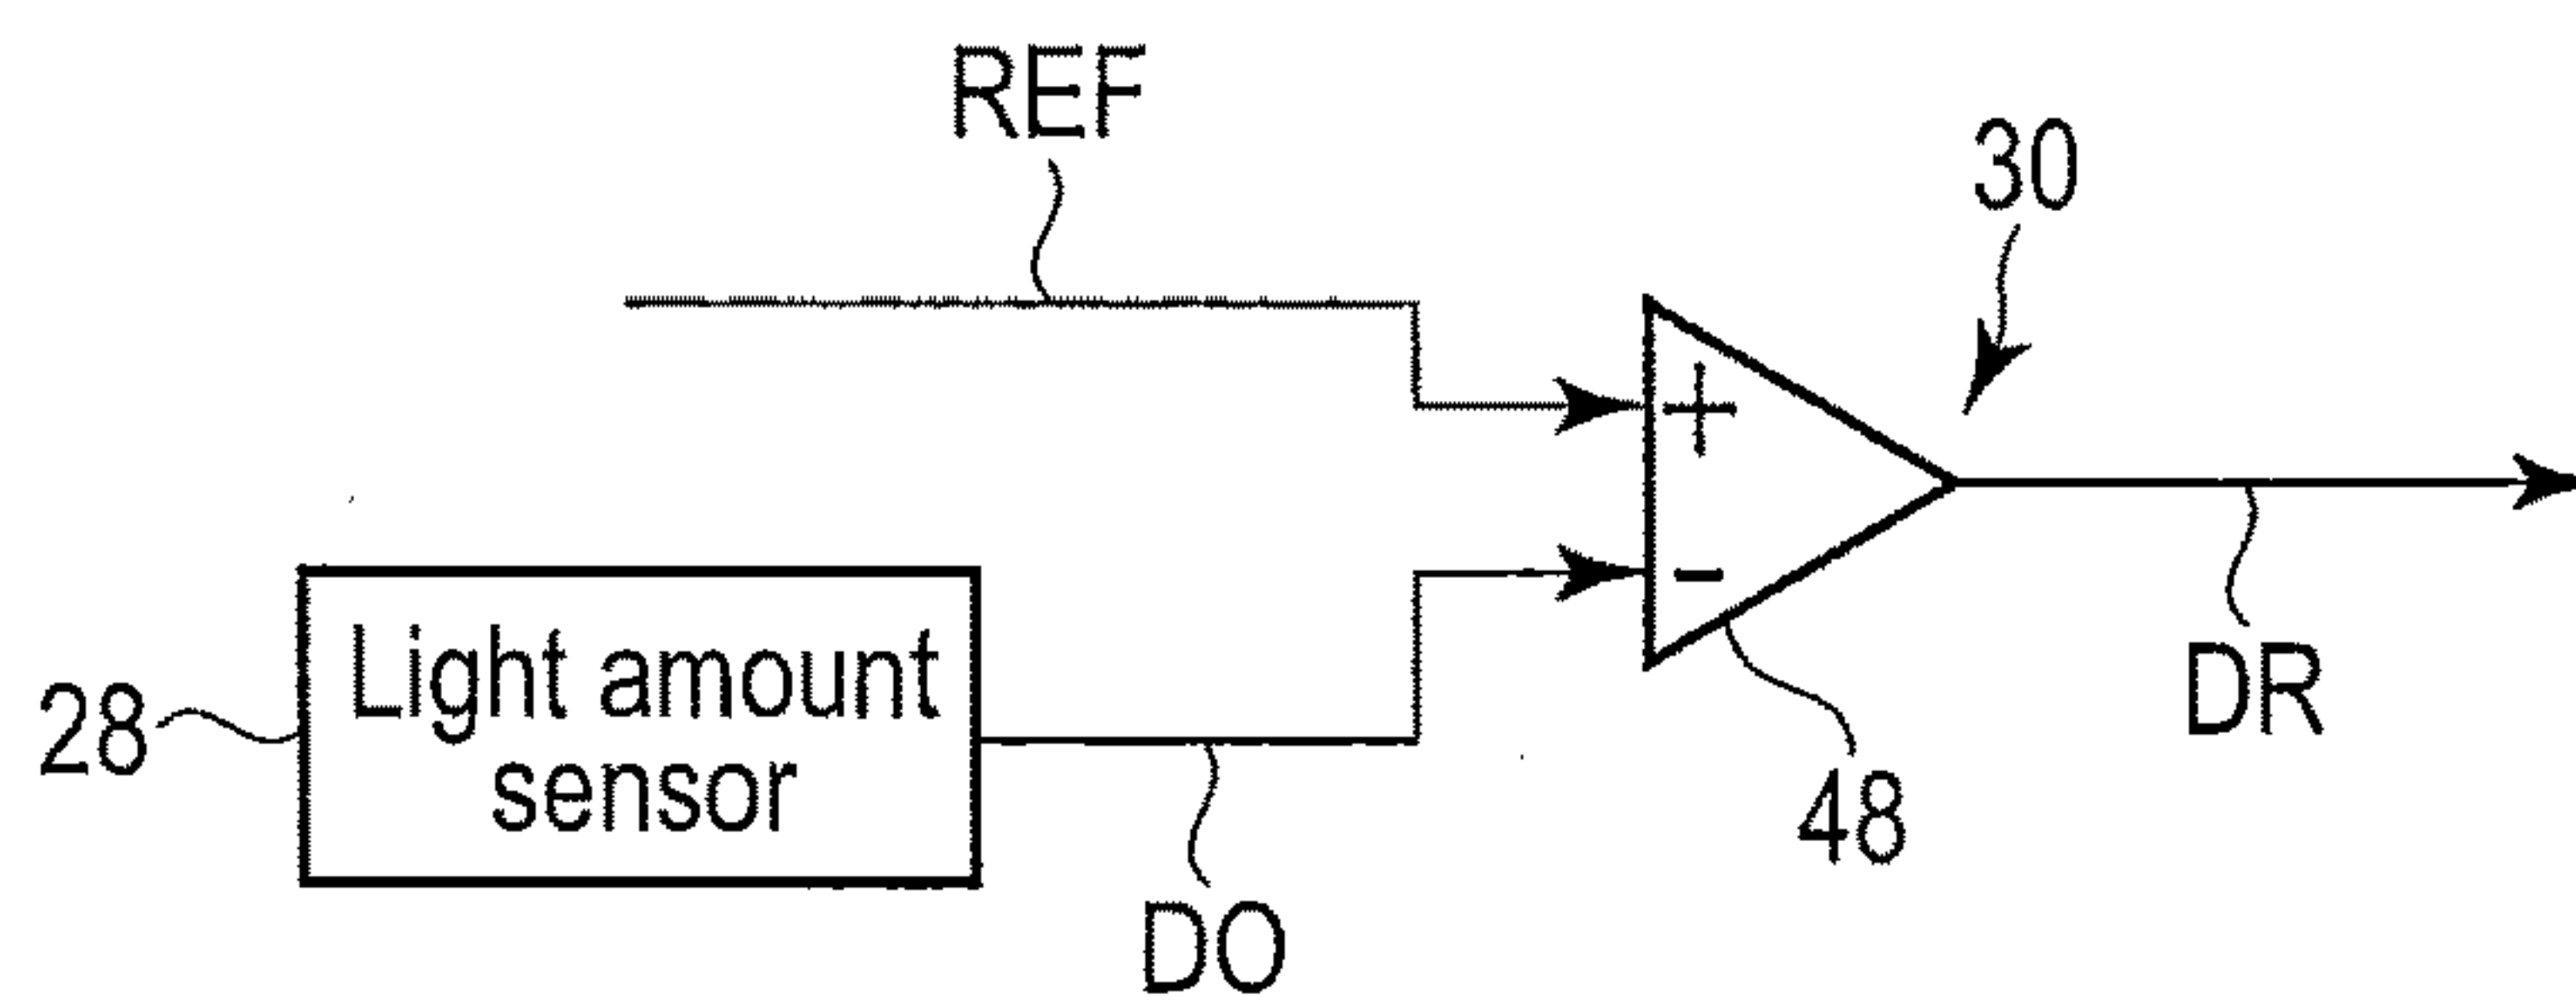 REF
30
+
-
28
Light amount
sensor
DR
48
DO